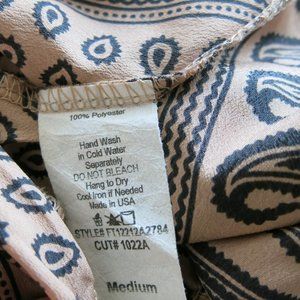 100% Polyester
Hand Wash
in Cold Water
Separately
DO NOT BLEACH
Hang to Dry
Cool Iron if Needed
Made in USA
STYLE# FT12212A2784
CUT# 1022A
Medium